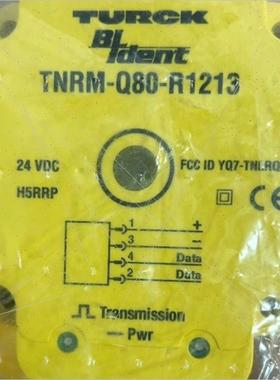 TURCK
BL ident
TNRM-Q80-R1213
24 VDC
FCC ID YQ7-TNLRQ
H5RRP
CE
1 +
3 −
4 Data
2 Data
Transmission
Pwr